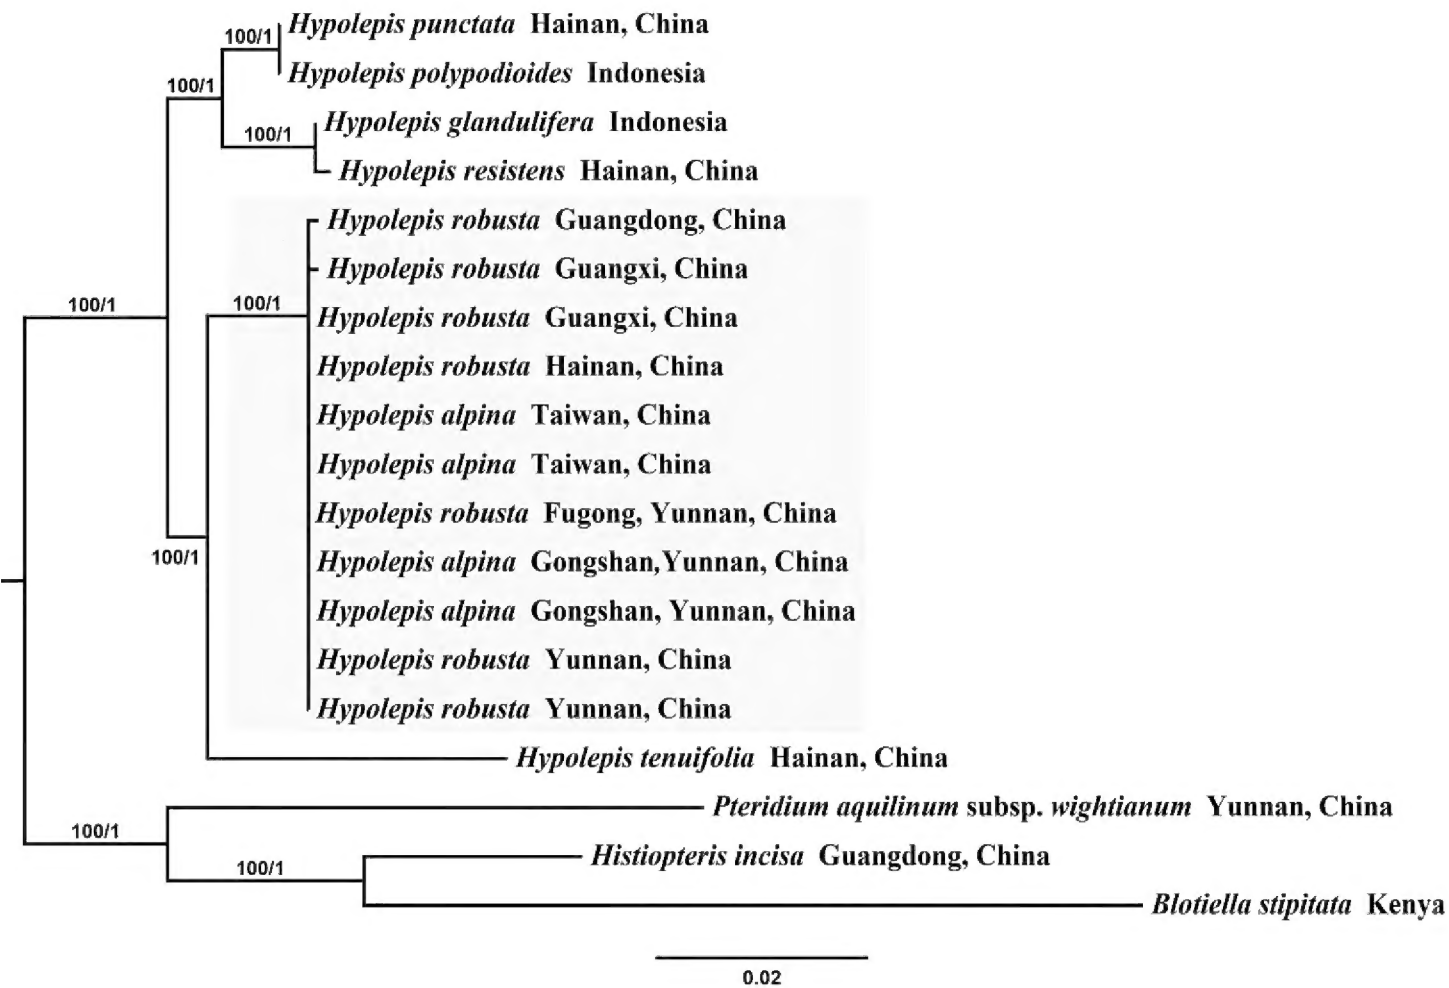 Hypolepis punctata Hainan, China
100/1
Hypolepis polypodioides Indonesia
100/1
Hypolepis glandulifera Indonesia
100/1
Hypolepis resistens Hainan, China
Hypolepis robusta Guangdong, China
Hypolepis robusta Guangxi, China
100/1
100/1
Hypolepis robusta Guangxi, China
Hypolepis robusta Hainan, China
Hypolepis alpina Taiwan, China
Hypolepis alpina Taiwan, China
Hypolepis robusta Fugong, Yunnan, China
100/1
Hypolepis alpina Gongshan,Yunnan, China
Hypolepis alpina Gongshan, Yunnan, China
Hypolepis robusta Yunnan, China
Hypolepis robusta Yunnan, China
Hypolepis tenuifolia Hainan, China
Pteridium aquilinum subsp. wightianum Yunnan, China
100/1
Histiopteris incisa Guangdong, China
100/1
Blotiella stipitata Kenya
0.02